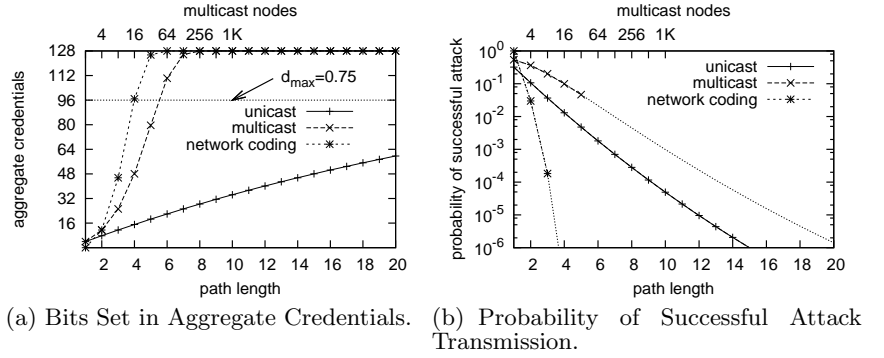 multicast nodes
4 16 64 256 1K
128
112
96
80
64
48
32
16
aggregate credentials
d_max=0.75
unicast
multicast
network coding
2 4 6 8 10 12 14 16 18 20
path length
(a) Bits Set in Aggregate Credentials.
multicast nodes
4 16 64 256 1K
10^0
10^-1
10^-2
10^-3
10^-4
10^-5
10^-6
probability of successful attack
unicast
multicast
network coding
2 4 6 8 10 12 14 16 18 20
path length
(b) Probability of Successful Attack
Transmission.